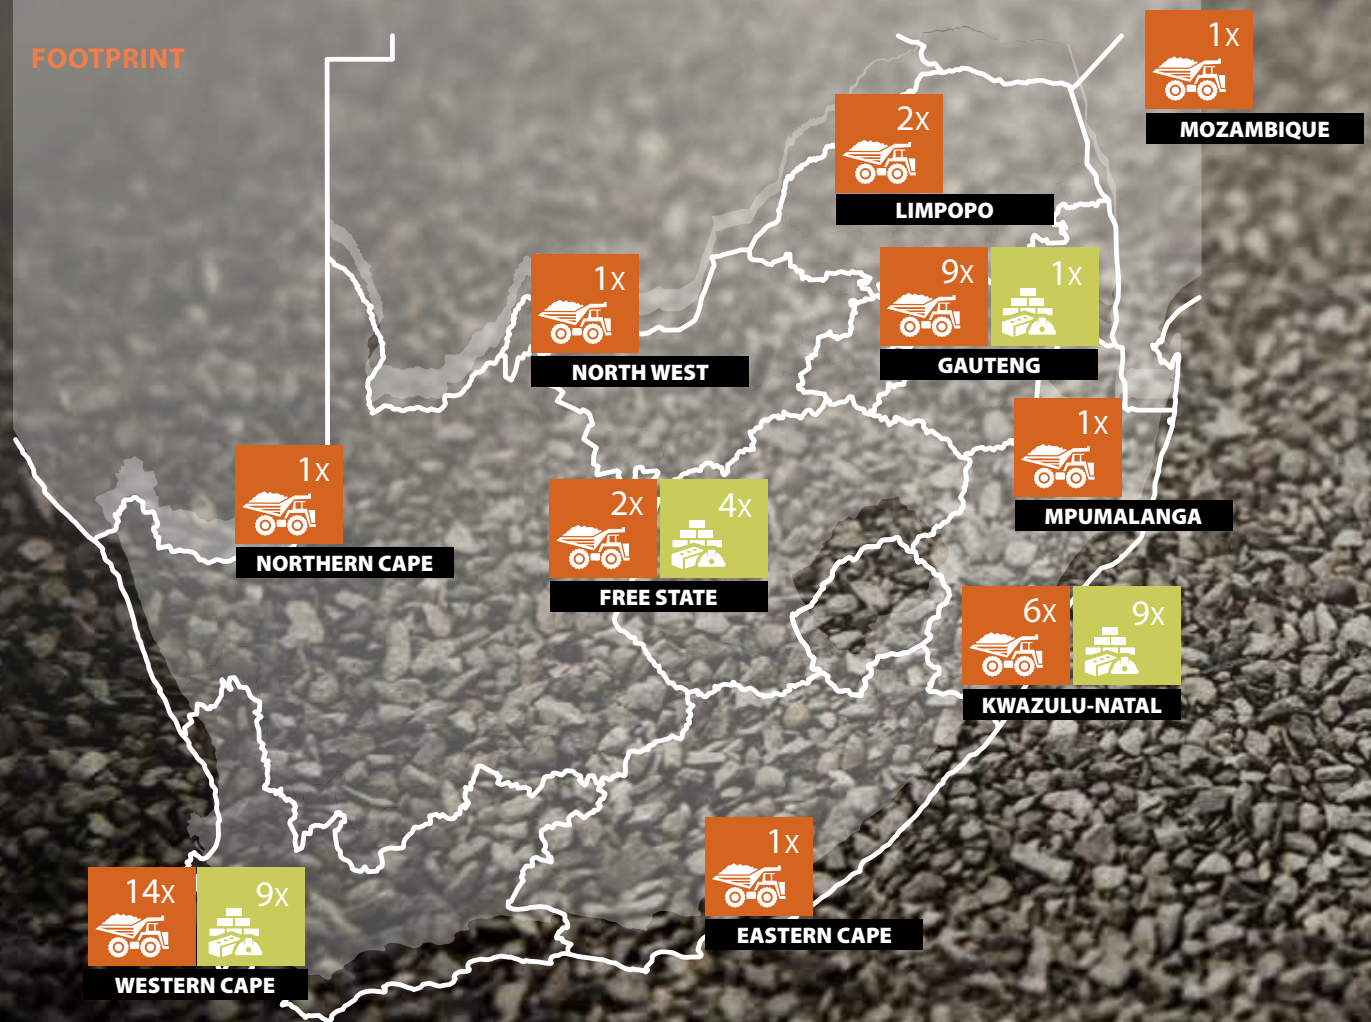 FOOTPRINT
1x
MOZAMBIQUE
2x
LIMPOPO
9x 1x
GAUTENG
1x
NORTH WEST
1x
MPUMALANGA
1x
NORTHERN CAPE
2x 4x
FREE STATE
6x 9x
KWAZULU-NATAL
1x
EASTERN CAPE
14x 9x
WESTERN CAPE